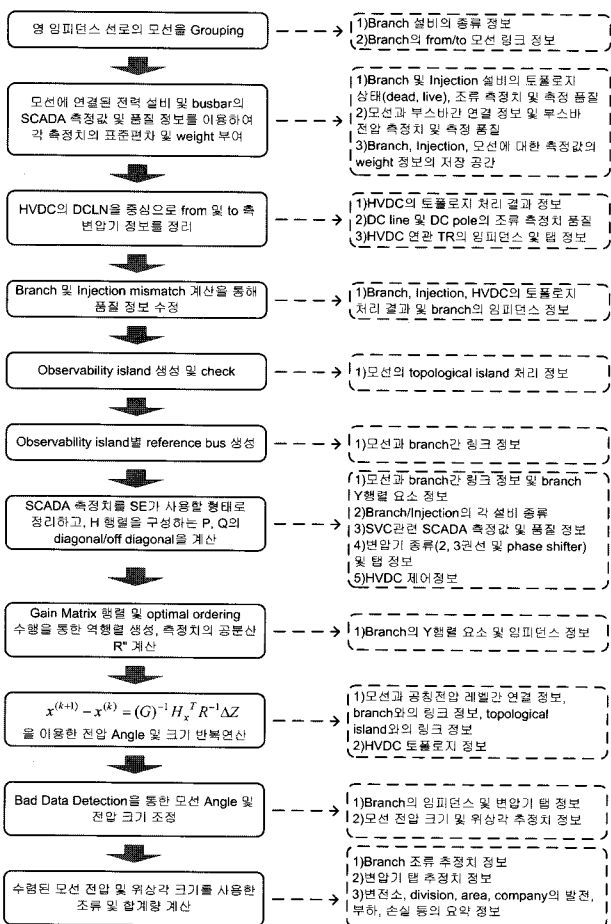 영 임피던스 선로의 모선을 Grouping
1)Branch 설비의 종류 정보
2)Branch의 from/to 모선 링크 정보
모선에 연결된 전력 설비 및 busbar의
SCADA 측정값 및 품질 정보를 이용하여
각 측정치의 표준편차 및 weight 부여
1)Branch 및 Injection 설비의 토폴로지
상태(dead, live), 조류 측정치 및 측정 품질
2)모선과 부스바간 연결 정보 및 부스바
전압 측정치 및 측정 품질
3)Branch, Injection, 모선에 대한 측정값의
weight 정보의 저장 공간
HVDC의 DCLN을 중심으로 from 및 to 측
변압기 정보를 정리
1)HVDC의 토폴로지 처리 결과 정보
2)DC line 및 DC pole의 조류 측정치 품질
3)HVDC 연관 TR의 임피던스 및 탭 정보
Branch 및 Injection mismatch 계산을 통해
품질 정보 수정
1)Branch, Injection, HVDC의 토폴로지
처리 결과 및 branch의 임피던스 정보
Observability island 생성 및 check
1)모선의 topological island 처리 정보
Observability island별 reference bus 생성
1)모선과 branch간 링크 정보
SCADA 측정치를 SE가 사용할 형태로
정리하고, H 행렬을 구성하는 P, Q의
diagonal/off diagonal을 계산
1)모선과 branch간 링크 정보 및 branch
Y행렬 요소 정보
2)Branch/Injection의 각 설비 종류
3)SVC관련 SCADA 측정값 및 품질 정보
4)변압기 종류(2, 3권선 및 phase shifter)
및 탭 정보
5)HVDC 제어정보
Gain Matrix 행렬 및 optimal ordering
수행을 통한 역행렬 생성, 측정치의 공분산
R" 계산
1)Branch의 Y행렬 요소 및 임피던스 정보
x^(k+1) − x^(k) = (G)^−1 H_x^T R^−1 ΔZ
을 이용한 전압 Angle 및 크기 반복연산
1)모선과 공칭전압 레벨간 연결 정보,
branch와의 링크 정보, topological
island와의 링크 정보
2)HVDC 토폴로지 정보
Bad Data Detection을 통한 모선 Angle 및
전압 크기 조정
1)Branch의 임피던스 및 변압기 탭 정보
2)모선 전압 크기 및 위상각 추정치 정보
수렴된 모선 전압 및 위상각 크기를 사용한
조류 및 합계량 계산
1)Branch 조류 추정치 정보
2)변압기 탭 추정치 정보
3)변전소, division, area, company의 발전,
부하, 손실 등의 요약 정보